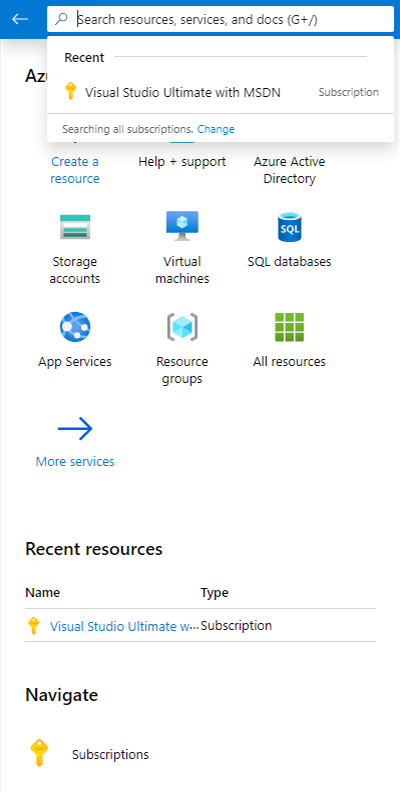 Search resources, services, and docs (G+/)
Recent
Visual Studio Ultimate with MSDN Subscription
Searching all subscriptions. Change
Az
Create a resource
Help + support
Azure Active Directory
Storage accounts
Virtual machines
SQL
SQL databases
App Services
Resource groups
All resources
More services
Recent resources
Name Type
Visual Studio Ultimate w... Subscription
Navigate
Subscriptions